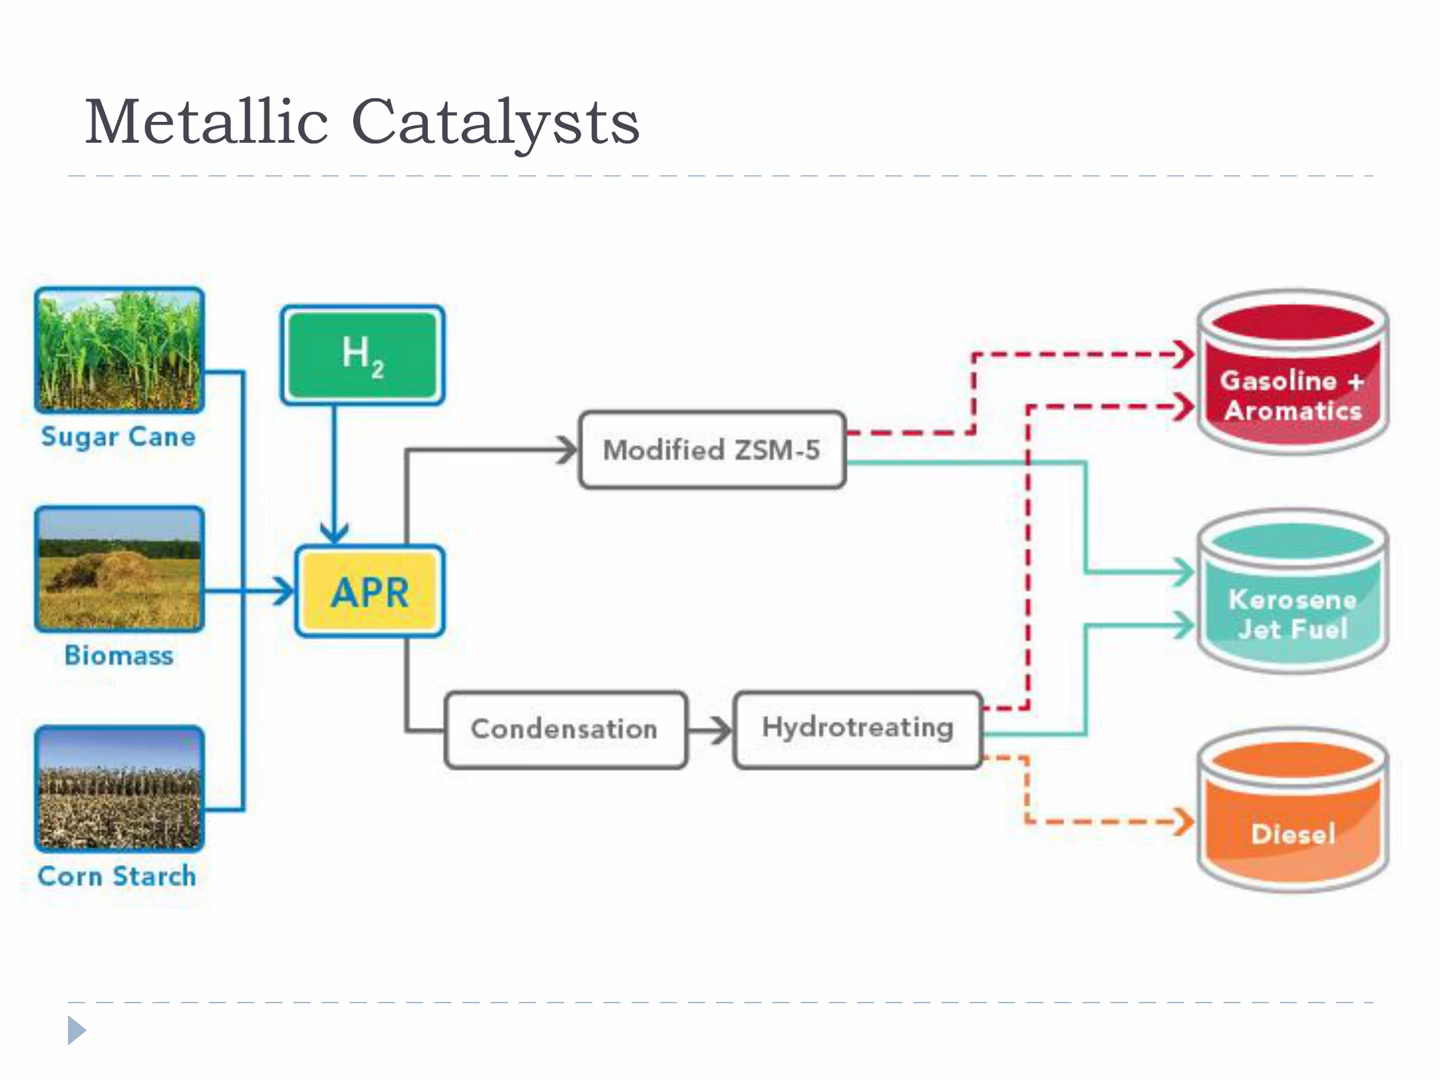 Metallic Catalysts
Sugar Cane
H2
Biomass
APR
Corn Starch
Modified ZSM-5
Condensation
Hydrotreating
Gasoline +
Aromatics
Kerosene
Jet Fuel
Diesel